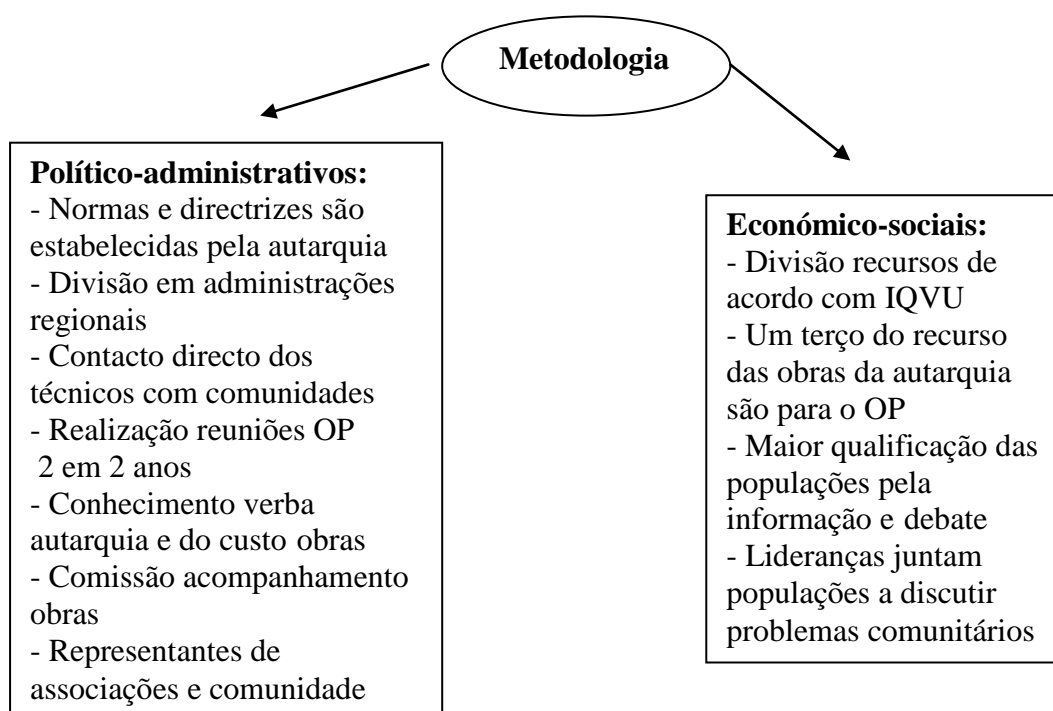 Metodologia
Político-administrativos:
- Normas e directrizes são
estabelecidas pela autarquia
- Divisão em administrações
regionais
- Contacto directo dos
técnicos com comunidades
- Realização reuniões OP
2 em 2 anos
- Conhecimento verba
autarquia e do custo obras
- Comissão acompanhamento
obras
- Representantes de
associações e comunidade
Económico-sociais:
- Divisão recursos de
acordo com IQVU
- Um terço do recurso
das obras da autarquia
são para o OP
- Maior qualificação das
populações pela
informação e debate
- Lideranças juntam
populações a discutir
problemas comunitários